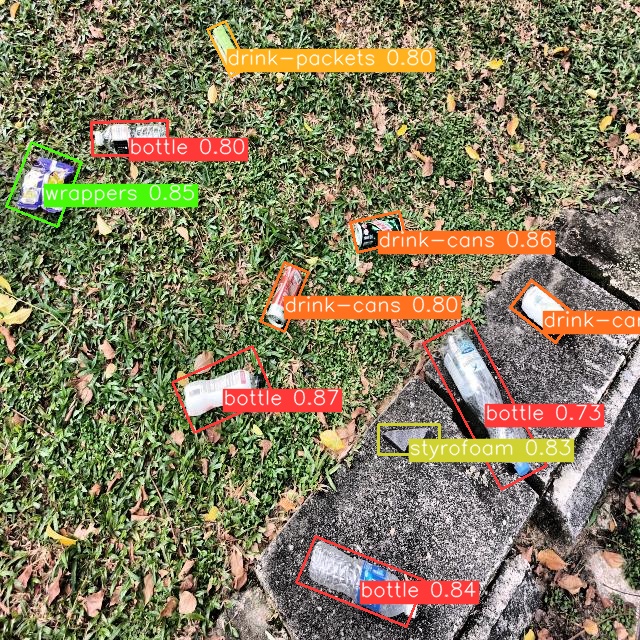 drink-packets 0.80
bottle 0.80
wrappers 0.85
drink-cans 0.86
drink-cans 0.80
drink-car
bottle 0.87
bottle 0.73
styrofoam 0.83
bottle 0.84